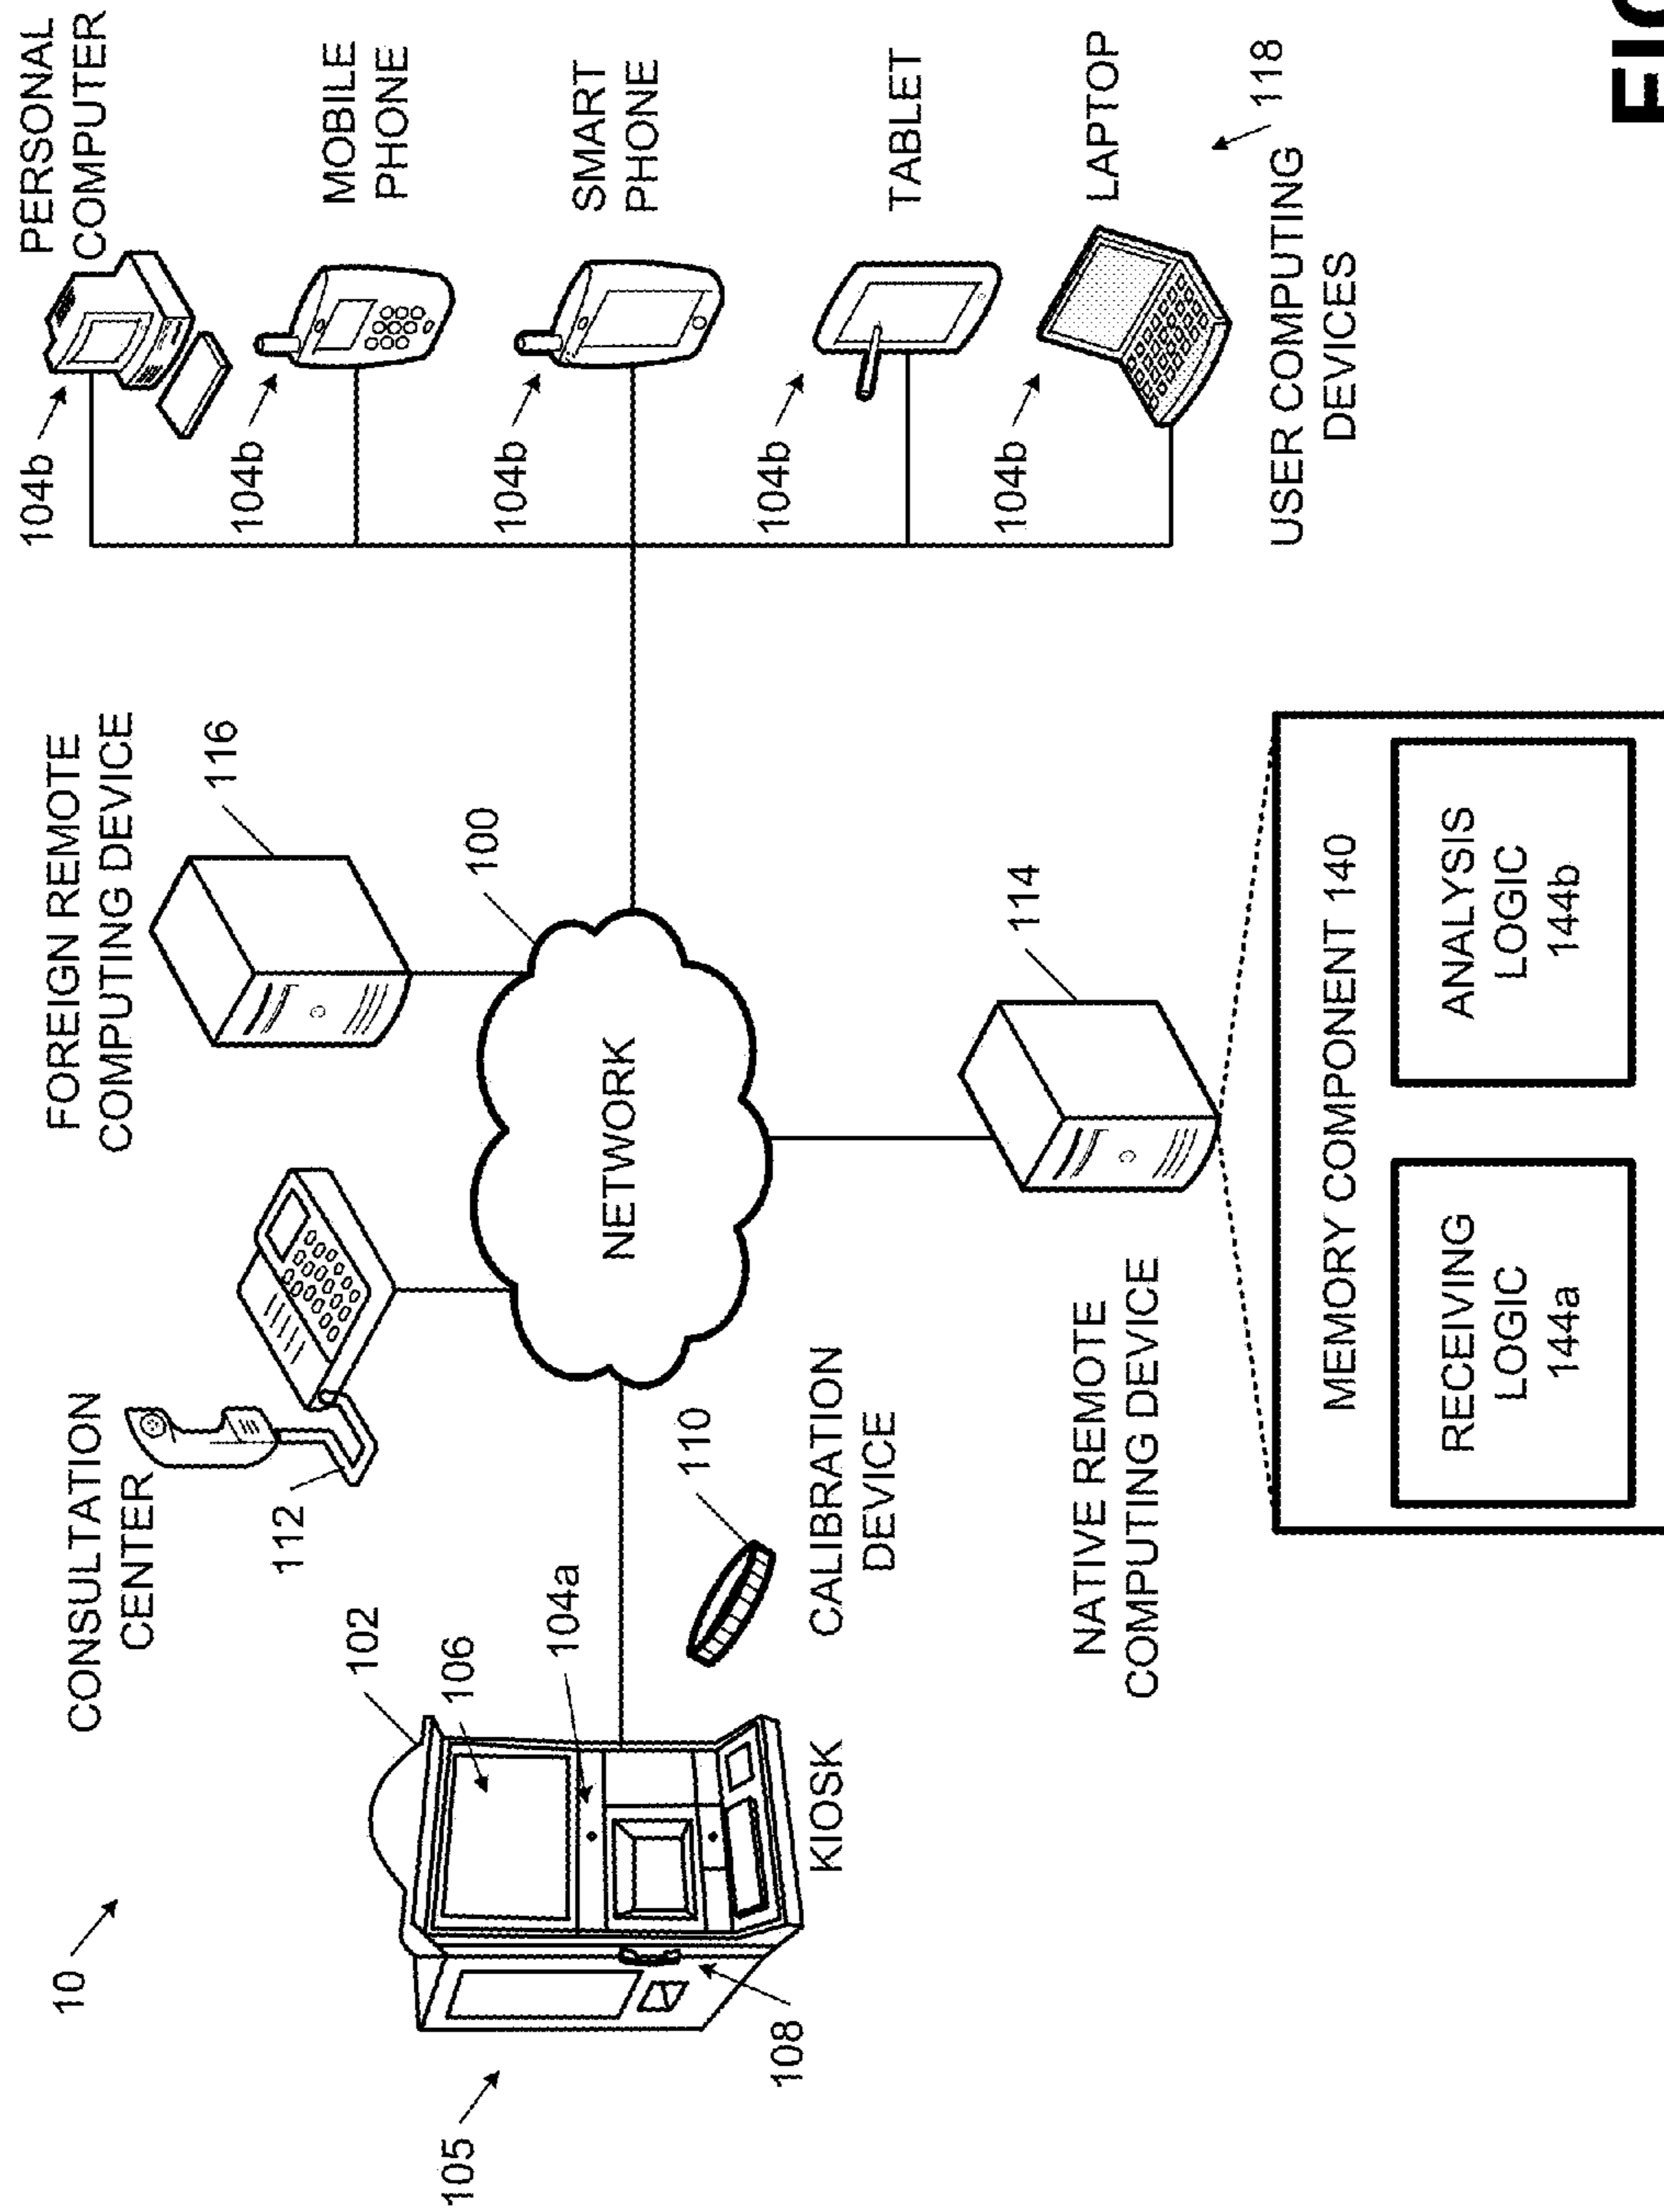 10
105
CONSULTATION
CENTER
112
102
106
104a
108
KIOSK
110
CALIBRATION
DEVICE
FOREIGN REMOTE
COMPUTING DEVICE
116
100
NETWORK
114
NATIVE REMOTE
COMPUTING DEVICE
MEMORY COMPONENT 140
RECEIVING
LOGIC
144a
ANALYSIS
LOGIC
144b
104b
PERSONAL
COMPUTER
104b
MOBILE
PHONE
104b
SMART
PHONE
104b
TABLET
104b
LAPTOP
118
USER COMPUTING
DEVICES